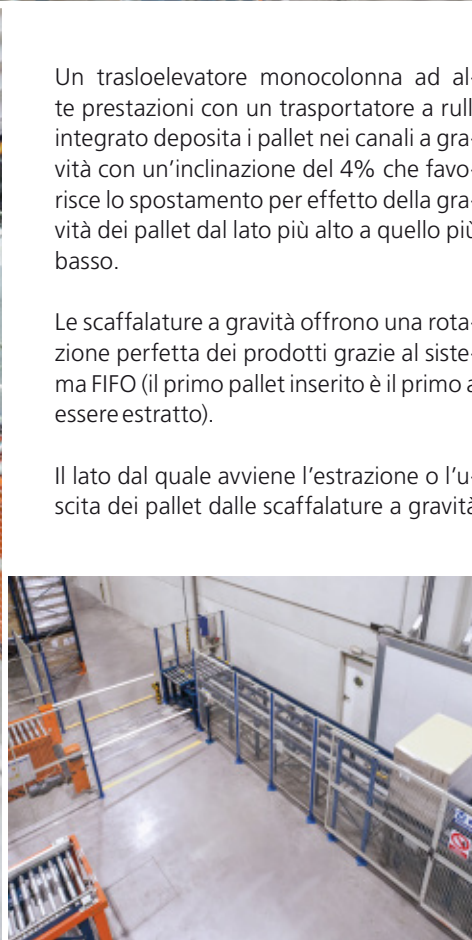 Un trasloelevatore monocolonna ad al-
te prestazioni con un trasportatore a rull
integrato deposita i pallet nei canali a gra-
vità con un'inclinazione del 4% che favo-
risce lo spostamento per effetto della gra-
vità dei pallet dal lato più alto a quello più
basso.
Le scaffalature a gravità offrono una rota-
zione perfetta dei prodotti grazie al siste-
ma FIFO (il primo pallet inserito è il primo a
essere estratto).
Il lato dal quale avviene l'estrazione o l'u-
scita dei pallet dalle scaffalature a gravità